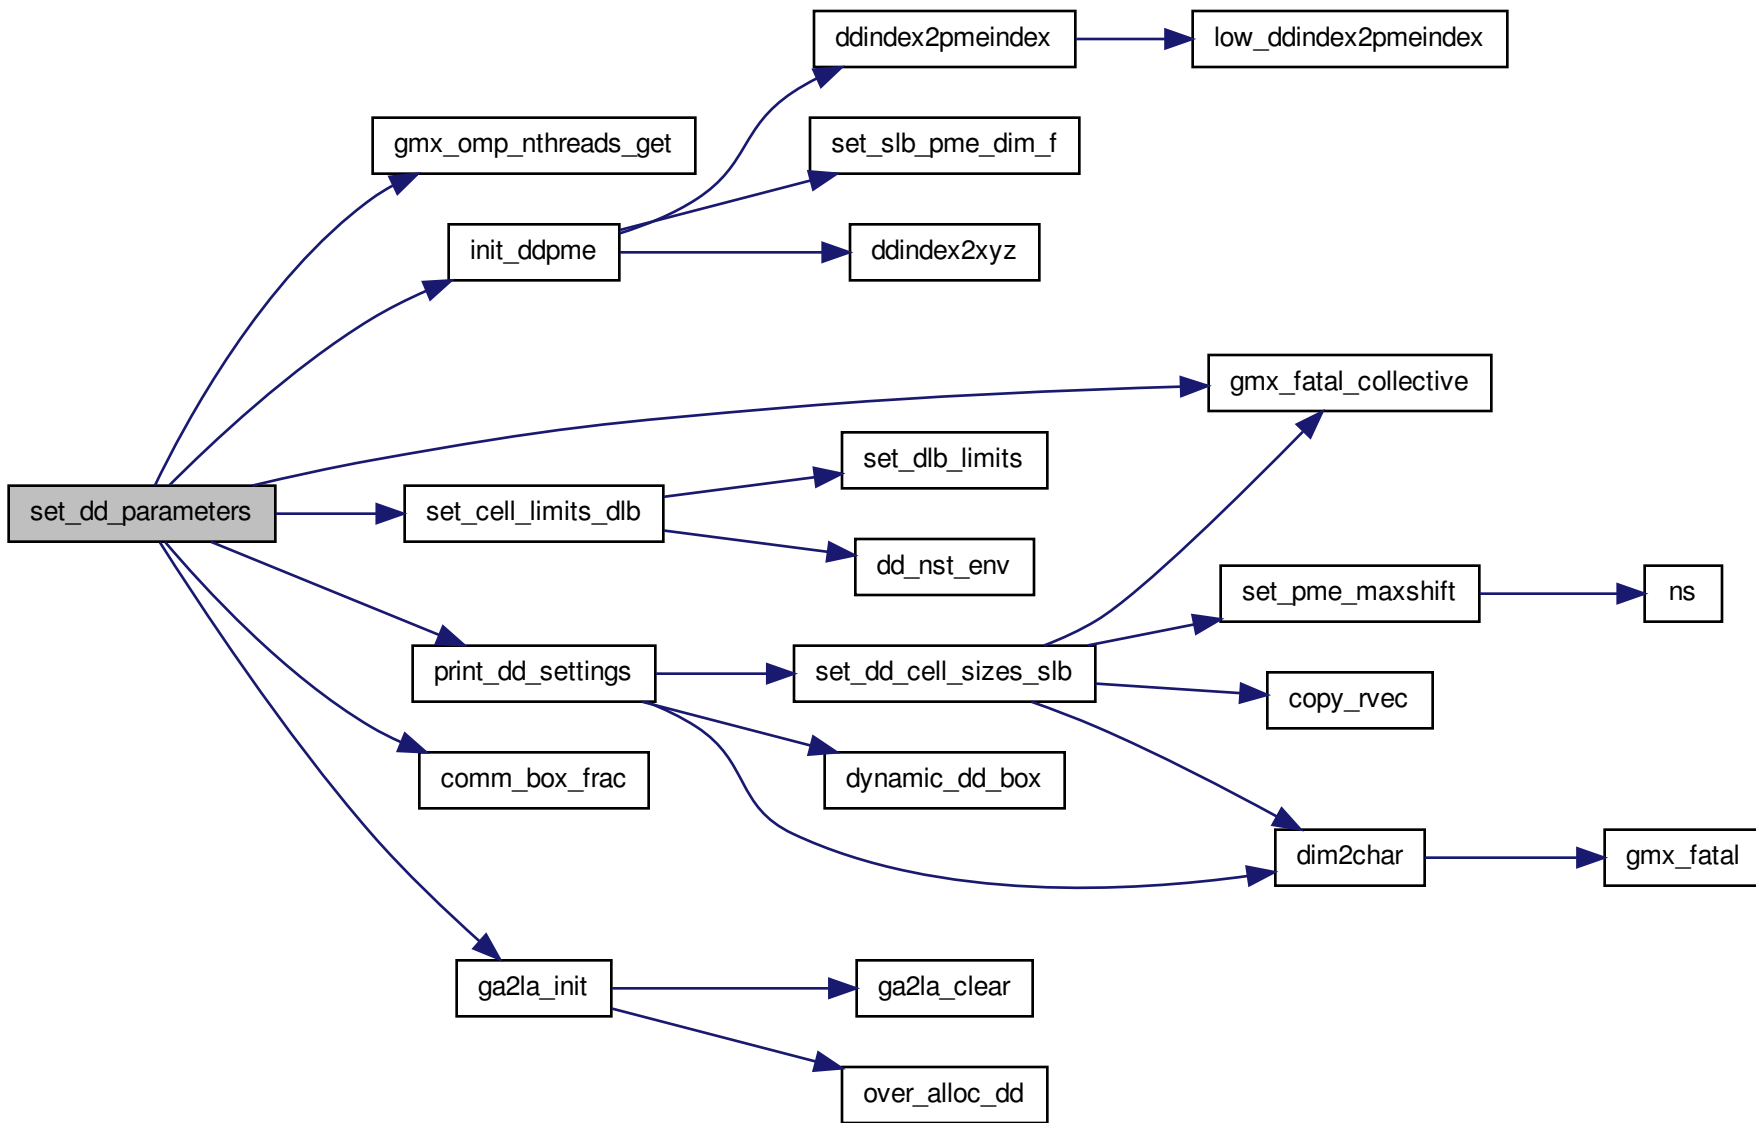 ddindex2pmeindex
low_ddindex2pmeindex
gmx_omp_nthreads_get
set_slb_pme_dim_f
init_ddpme
ddindex2xyz
gmx_fatal_collective
set_dlb_limits
set_dd_parameters
set_cell_limits_dlb
dd_nst_env
set_pme_maxshift
ns
print_dd_settings
set_dd_cell_sizes_slb
copy_rvec
comm_box_frac
dynamic_dd_box
dim2char
gmx_fatal
ga2la_init
ga2la_clear
over_alloc_dd